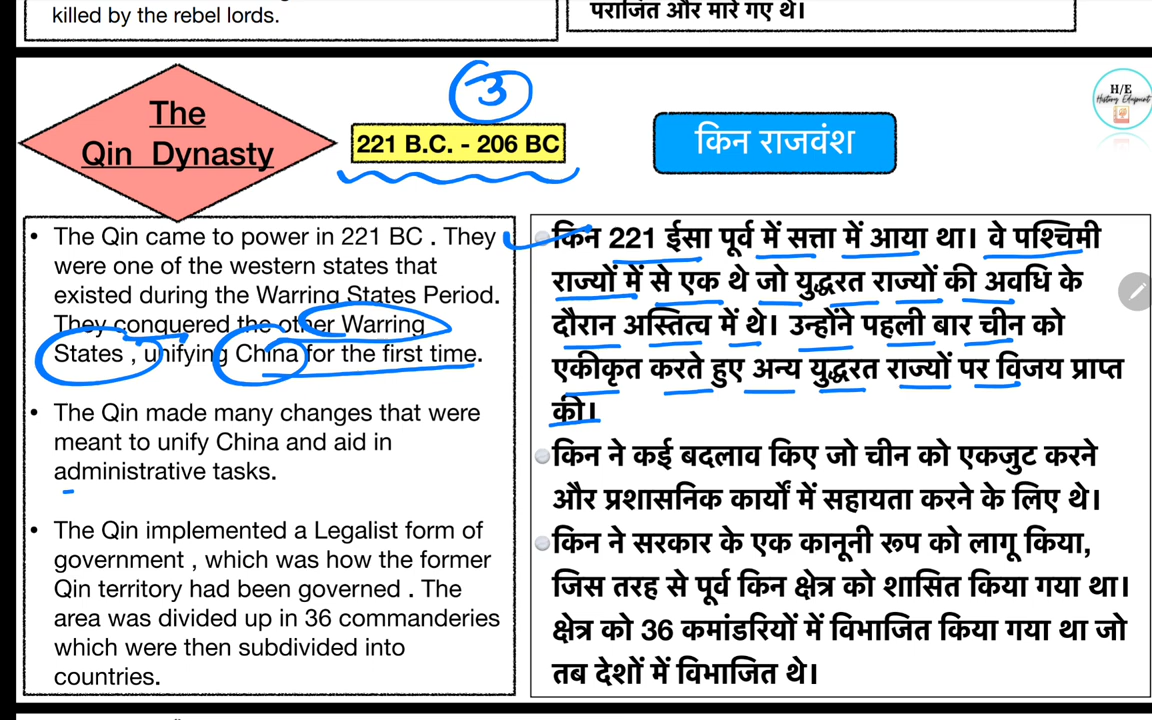 killed by the rebel lords.
पराजित और मारे गए थे।
3
The
Qin Dynasty
221 B.C. - 206 BC
किन राजवंश
H/E
• The Qin came to power in 221 BC . They
were one of the western states that
existed during the Warring States Period.
They conquered the other Warring
States , unifying China for the first time.
• The Qin made many changes that were
meant to unify China and aid in
administrative tasks.
• The Qin implemented a Legalist form of
government , which was how the former
Qin territory had been governed . The
area was divided up in 36 commanderies
which were then subdivided into
countries.
किन 221 ईसा पूर्व में सत्ता में आया था। वे पश्चिमी
राज्यों में से एक थे जो युद्धरत राज्यों की अवधि के
दौरान अस्तित्व में थे। उन्होंने पहली बार चीन को
एकीकृत करते हुए अन्य युद्धरत राज्यों पर विजय प्राप्त
की।
किन ने कई बदलाव किए जो चीन को एकजुट करने
और प्रशासनिक कार्यों में सहायता करने के लिए थे।
किन ने सरकार के एक कानूनी रूप को लागू किया,
जिस तरह से पूर्व किन क्षेत्र को शासित किया गया था।
क्षेत्र को 36 कमांडरियों में विभाजित किया गया था जो
तब देशों में विभाजित थे।